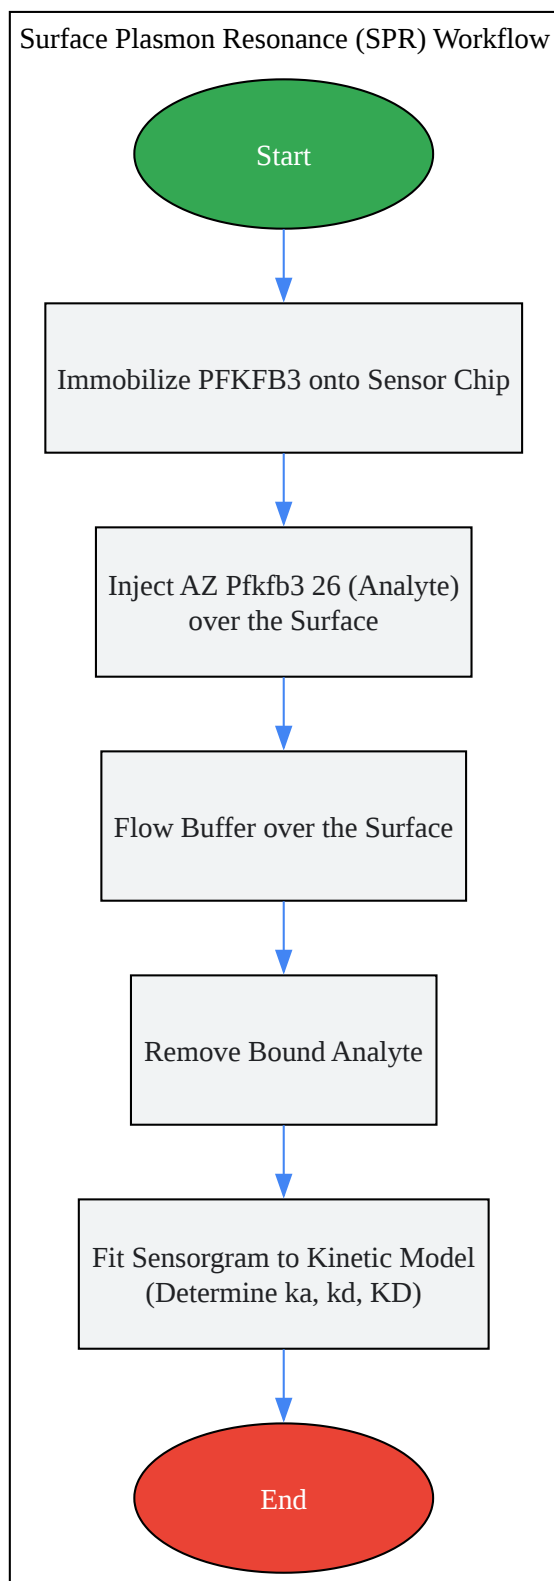 Surface Plasmon Resonance (SPR) Workflow
Start
Immobilize PFKFB3 onto Sensor Chip
Inject AZ Pfkfb3 26 (Analyte)
over the Surface
Flow Buffer over the Surface
Remove Bound Analyte
Fit Sensorgram to Kinetic Model
(Determine ka, kd, KD)
End